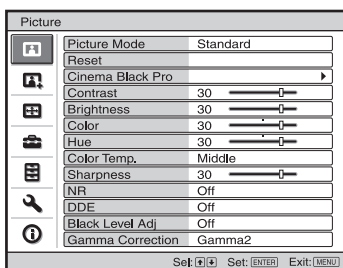 Picture
Picture Mode Standard
Reset
Cinema Black Pro
Contrast 30
Brightness 30
Color 30
Hue 30
Color Temp. Middle
Sharpness 30
NR Off
DDE Off
Black Level Adj Off
Gamma Correction Gamma2
Sel: Set: ENTER Exit: MENU